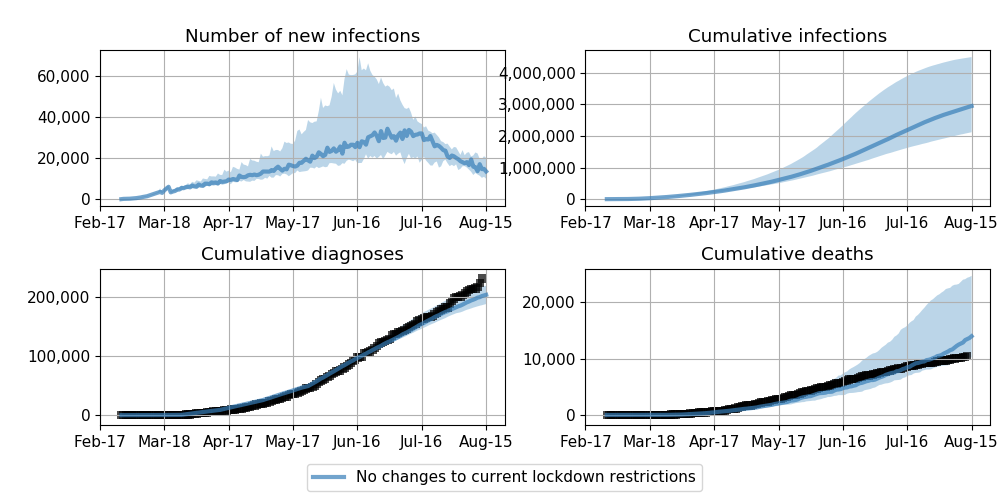 Number of new infections
60,000
40,000
20,000
0
Feb-17 Mar-18 Apr-17 May-17 Jun-16 Jul-16 Aug-15
Cumulative infections
4,000,000
3,000,000
2,000,000
1,000,000
0
Feb-17 Mar-18 Apr-17 May-17 Jun-16 Jul-16 Aug-15
Cumulative diagnoses
200,000
100,000
0
Feb-17 Mar-18 Apr-17 May-17 Jun-16 Jul-16 Aug-15
Cumulative deaths
20,000
10,000
0
Feb-17 Mar-18 Apr-17 May-17 Jun-16 Jul-16 Aug-15
No changes to current lockdown restrictions